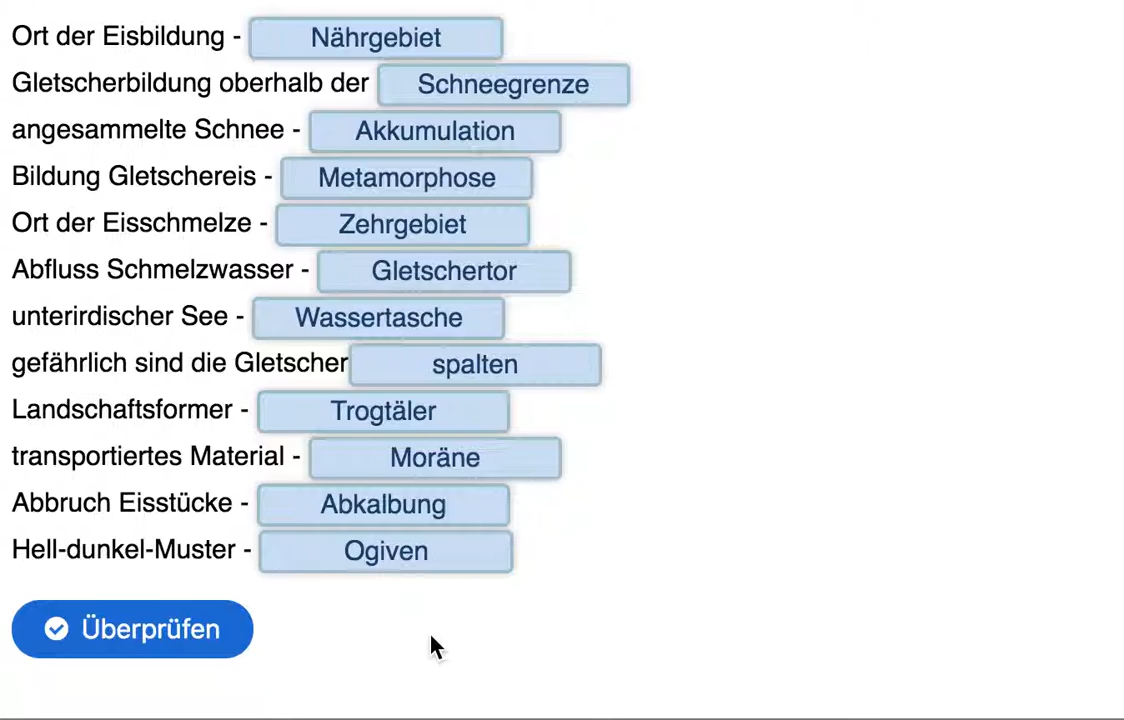 Ort der Eisbildung - Nährgebiet
Gletscherbildung oberhalb der Schneegrenze
angesammelte Schnee - Akkumulation
Bildung Gletschereis - Metamorphose
Ort der Eisschmelze - Zehrgebiet
Abfluss Schmelzwasser - Gletschertor
unterirdischer See - Wassertasche
gefährlich sind die Gletscher spalten
Landschaftsformer - Trogtäler
transportiertes Material - Moräne
Abbruch Eisstücke - Abkalbung
Hell-dunkel-Muster - Ogiven
Überprüfen